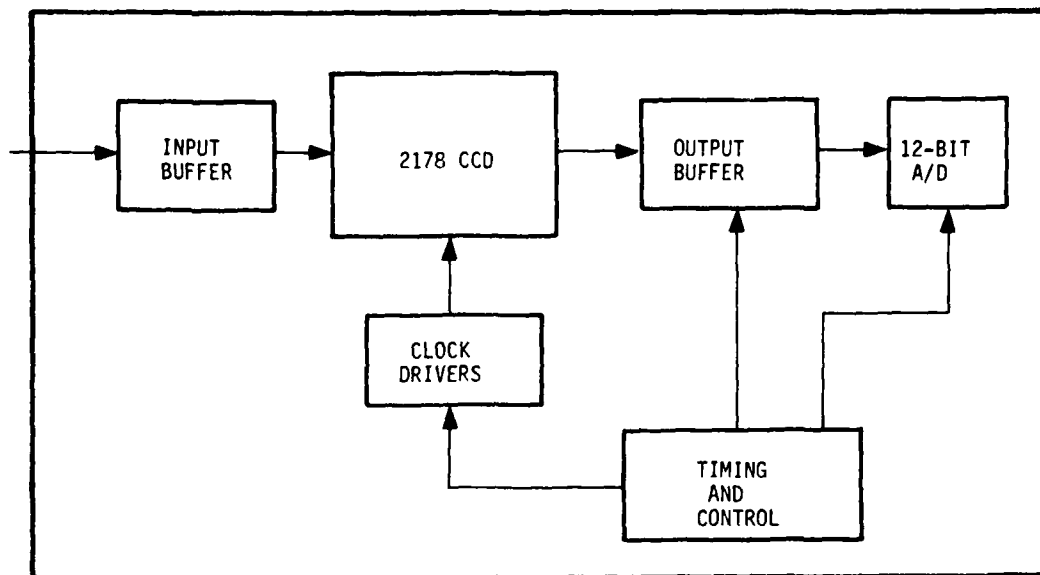 INPUT
BUFFER
2178 CCD
OUTPUT
BUFFER
12-BIT
A/D
CLOCK
DRIVERS
TIMING
AND
CONTROL